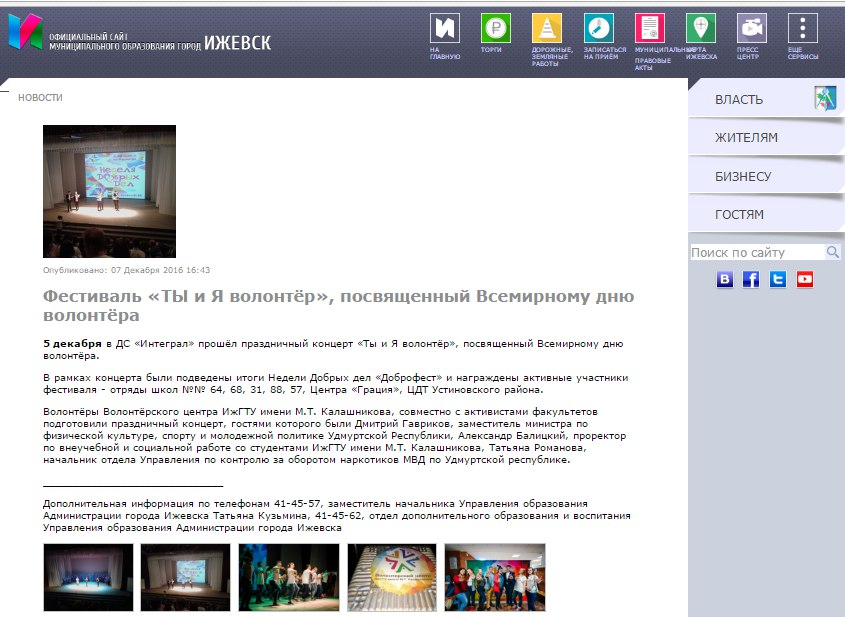 ОФИЦИАЛЬНЫЙ САЙТ
МУНИЦИПАЛЬНОГО ОБРАЗОВАНИЯ ГОРОД ИЖЕВСК
НА
ГЛАВНУЮ
ТОРГИ
ДОРОЖНЫЕ,
ЗЕМЛЯНЫЕ
РАБОТЫ
ЗАПИСАТЬСЯ
НА ПРИЁМ
МУНИЦИПАЛЬНЫЕ
ПРАВОВЫЕ
АКТЫ
КАРТА
ИЖЕВСКА
ПРЕСС
ЦЕНТР
ЕЩЕ
СЕРВИСЫ
НОВОСТИ
ВЛАСТЬ
ЖИТЕЛЯМ
БИЗНЕСУ
ГОСТЯМ
Поиск по сайту
Неделя
Добрых
Дел
Опубликовано: 07 Декабря 2016 16:43
Фестиваль «ТЫ и Я волонтёр», посвященный Всемирному дню
волонтёра
5 декабря в ДС «Интеграл» прошёл праздничный концерт «Ты и Я волонтёр», посвященный Всемирному дню
волонтёра.
В рамках концерта были подведены итоги Недели Добрых дел «Доброфест» и награждены активные участники
фестиваля - отряды школ №№ 64, 68, 31, 88, 57, Центра «Грация», ЦДТ Устиновского района.
Волонтёры Волонтёрского центра ИжГТУ имени М.Т. Калашникова, совместно с активистами факультетов
подготовили праздничный концерт, гостями которого были Дмитрий Гавриков, заместитель министра по
физической культуре, спорту и молодежной политике Удмуртской Республики, Александр Балицкий, проректор
по внеучебной и социальной работе со студентами ИжГТУ имени М.Т. Калашникова, Татьяна Романова,
начальник отдела Управления по контролю за оборотом наркотиков МВД по Удмуртской республике.
Дополнительная информация по телефонам 41-45-57, заместитель начальника Управления образования
Администрации города Ижевска Татьяна Кузьмина, 41-45-62, отдел дополнительного образования и воспитания
Управления образования Администрации города Ижевска
Волонтёрский центр